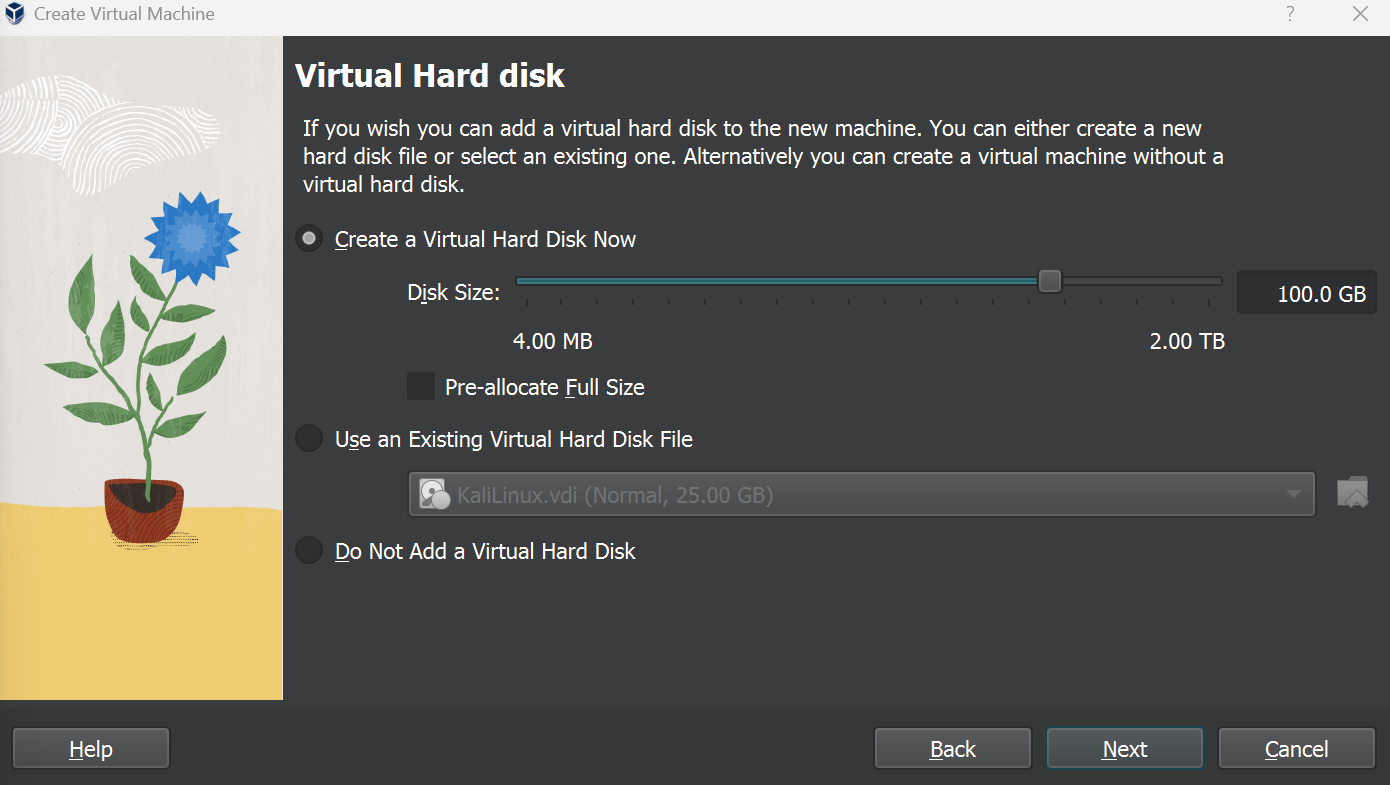 Create Virtual Machine
?
Virtual Hard disk
If you wish you can add a virtual hard disk to the new machine. You can either create a new
hard disk file or select an existing one. Alternatively you can create a virtual machine without a
virtual hard disk.
Create a Virtual Hard Disk Now
Disk Size:
100.0 GB
4.00 MB
2.00 TB
Pre-allocate Full Size
Use an Existing Virtual Hard Disk File
KaliLinux.vdi (Normal, 25.00 GB)
Do Not Add a Virtual Hard Disk
Help
Back
Next
Cancel